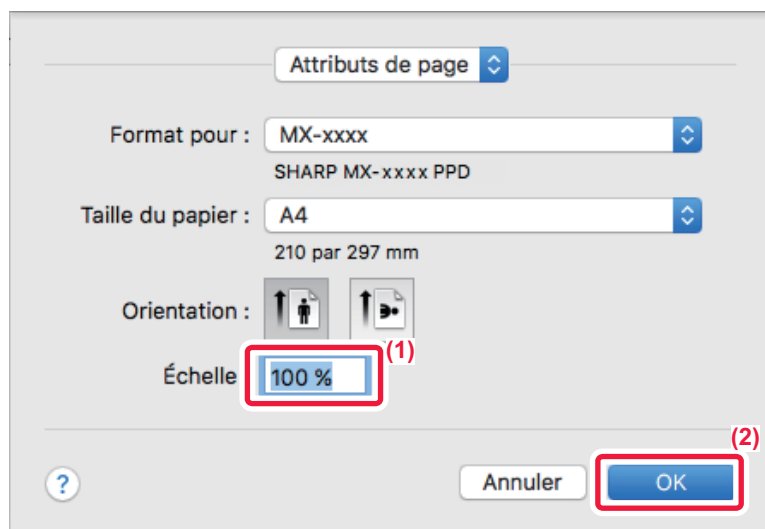 Attributs de page
Format pour : MX-xxxx
SHARP MX-xxxx PPD
Taille du papier : A4
210 par 297 mm
Orientation :
(1)
Échelle 100 %
(2)
? Annuler OK